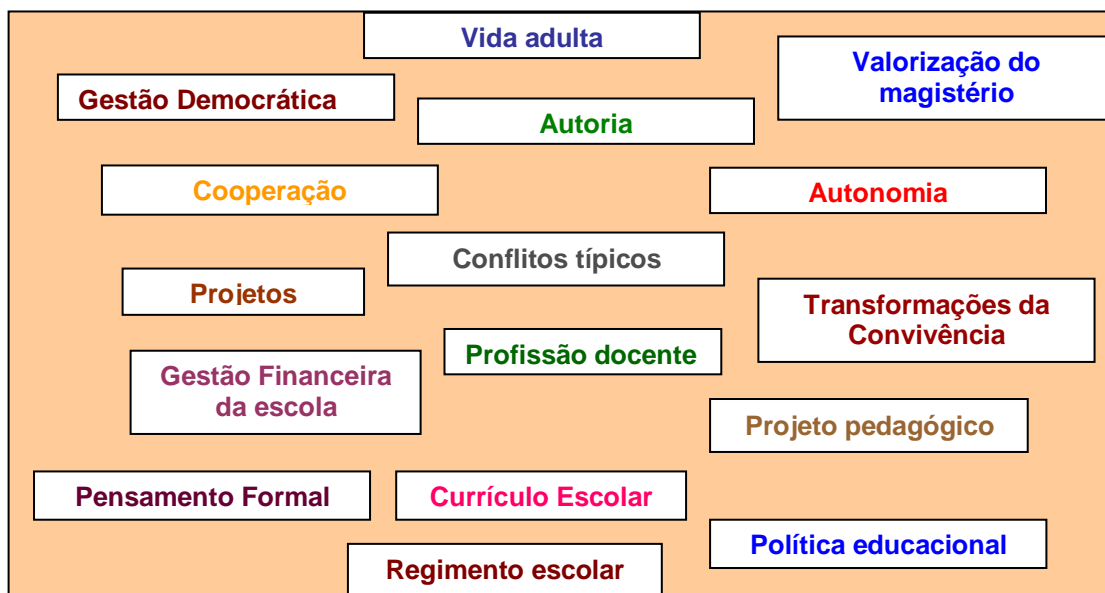 Vida adulta
Valorização do
magistério
Gestão Democrática
Autoria
Cooperação
Autonomia
Conflitos típicos
Projetos
Transformações da
Convivência
Profissão docente
Gestão Financeira
da escola
Projeto pedagógico
Pensamento Formal
Currículo Escolar
Política educacional
Regimento escolar